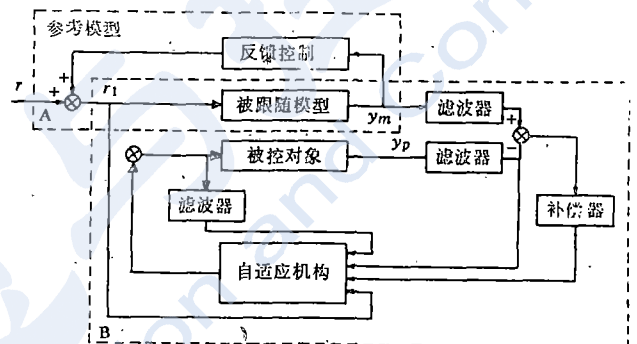 参考模型
反馈控制
r
+
+
A
r₁
被跟随模型
yₘ
滤波器
+
−
被控对象
yₚ
滤波器
滤波器
补偿器
自适应机构
B